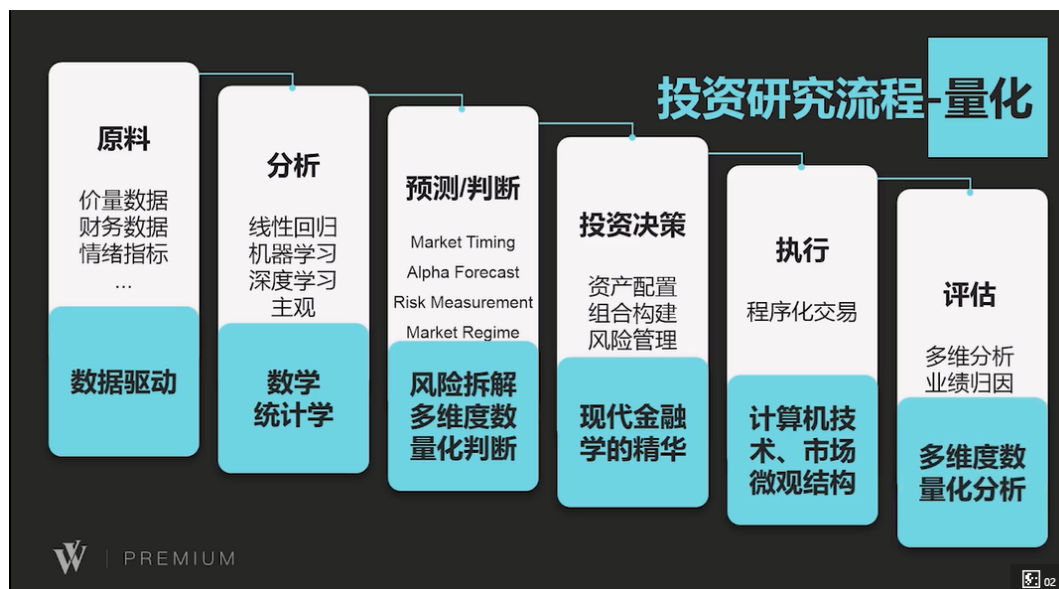 投资研究流程-量化
原料
价量数据
财务数据
情绪指标
...
数据驱动
分析
线性回归
机器学习
深度学习
主观
数学
统计学
预测/判断
Market Timing
Alpha Forecast
Risk Measurement
Market Regime
风险拆解
多维度数
量化判断
投资决策
资产配置
组合构建
风险管理
现代金融
学的精华
执行
程序化交易
计算机技
术、市场
微观结构
评估
多维分析
业绩归因
多维度数
量化分析
W | PREMIUM
02